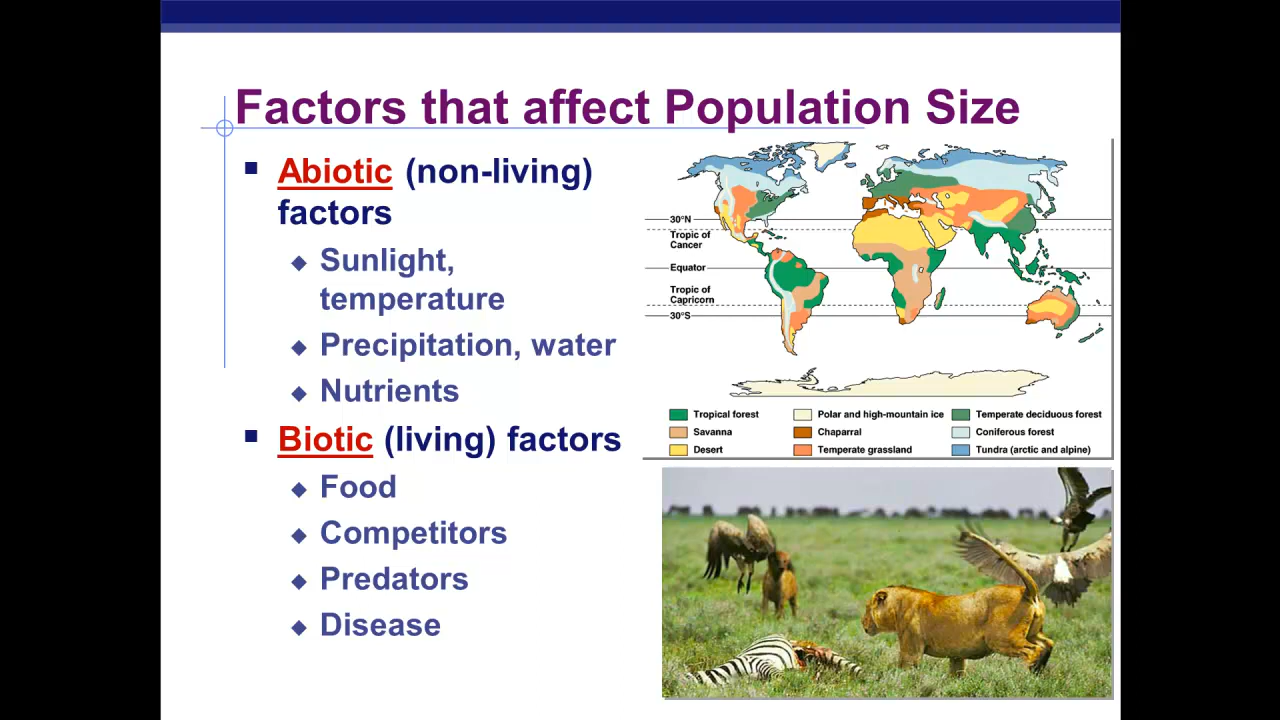 Factors that affect Population Size
Abiotic (non-living)
factors
Sunlight,
temperature
Precipitation, water
Nutrients
Biotic (living) factors
Food
Competitors
Predators
Disease
30°N
Tropic of
Cancer
Equator
Tropic of
Capricorn
30°S
Tropical forest
Polar and high-mountain ice
Temperate deciduous forest
Savanna
Chaparral
Coniferous forest
Desert
Temperate grassland
Tundra (arctic and alpine)